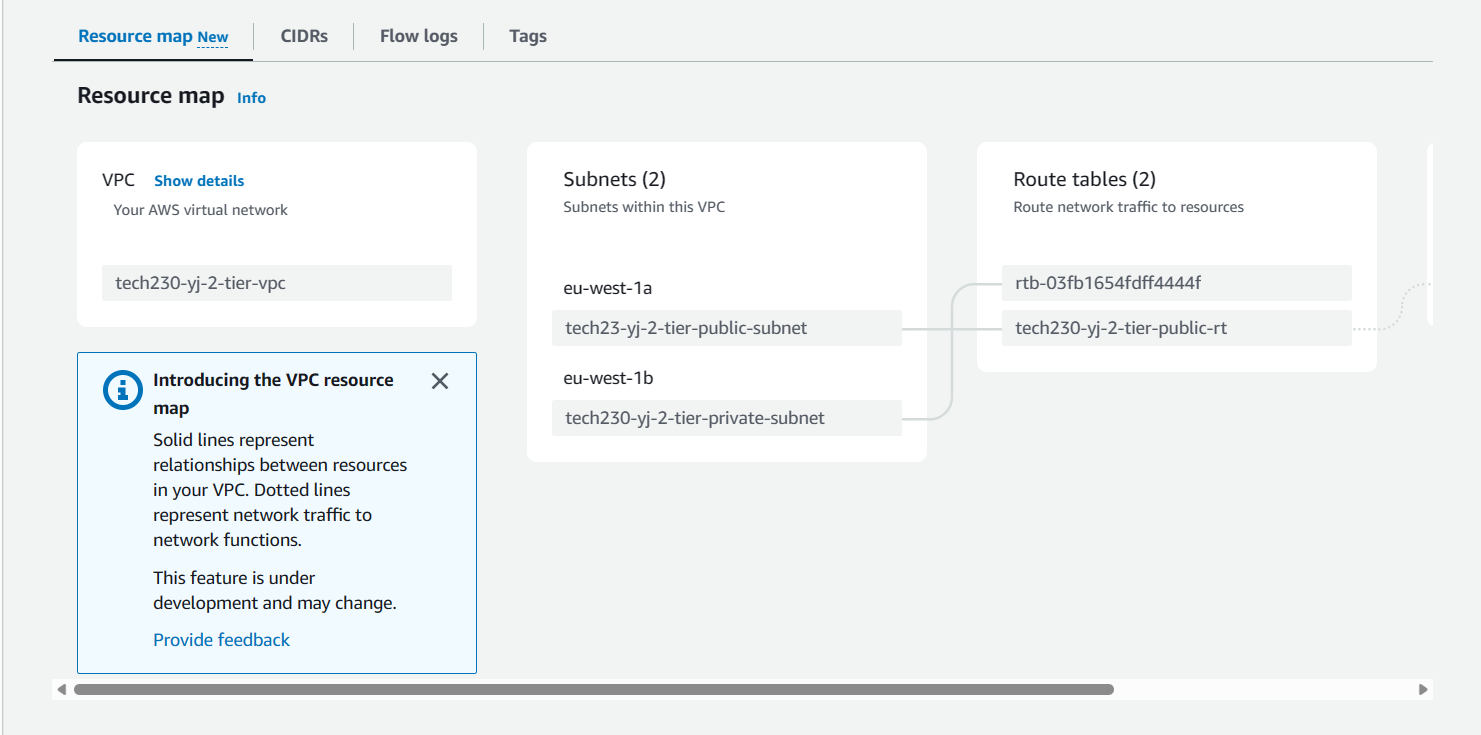 Resource map New
CIDRs
Flow logs
Tags
Resource map Info
VPC Show details
Your AWS virtual network
tech230-yj-2-tier-vpc
Introducing the VPC resource
map
Solid lines represent
relationships between resources
in your VPC. Dotted lines
represent network traffic to
network functions.
This feature is under
development and may change.
Provide feedback
Subnets (2)
Subnets within this VPC
eu-west-1a
tech23-yj-2-tier-public-subnet
eu-west-1b
tech230-yj-2-tier-private-subnet
Route tables (2)
Route network traffic to resources
rtb-03fb1654fdff4444f
tech230-yj-2-tier-public-rt